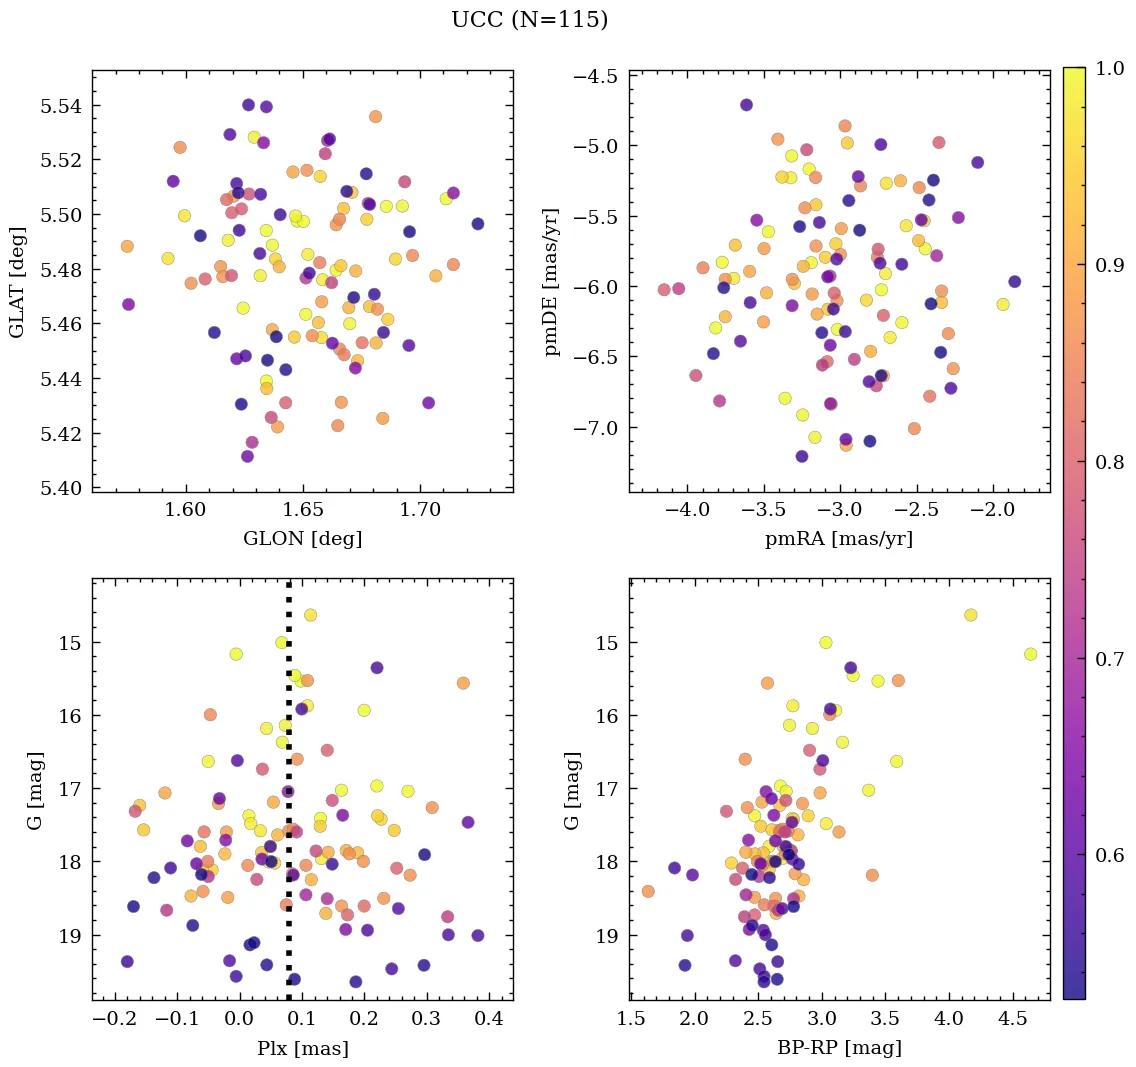 UCC (N=115)
5.54
5.52
5.50
5.48
5.46
5.44
5.42
5.40
GLAT [deg]
1.60 1.65 1.70
GLON [deg]
−4.5
−5.0
−5.5
−6.0
−6.5
−7.0
pmDE [mas/yr]
−4.0 −3.5 −3.0 −2.5 −2.0
pmRA [mas/yr]
15
16
17
18
19
G [mag]
−0.2 −0.1 0.0 0.1 0.2 0.3 0.4
Plx [mas]
15
16
17
18
19
G [mag]
1.5 2.0 2.5 3.0 3.5 4.0 4.5
BP-RP [mag]
1.0
0.9
0.8
0.7
0.6